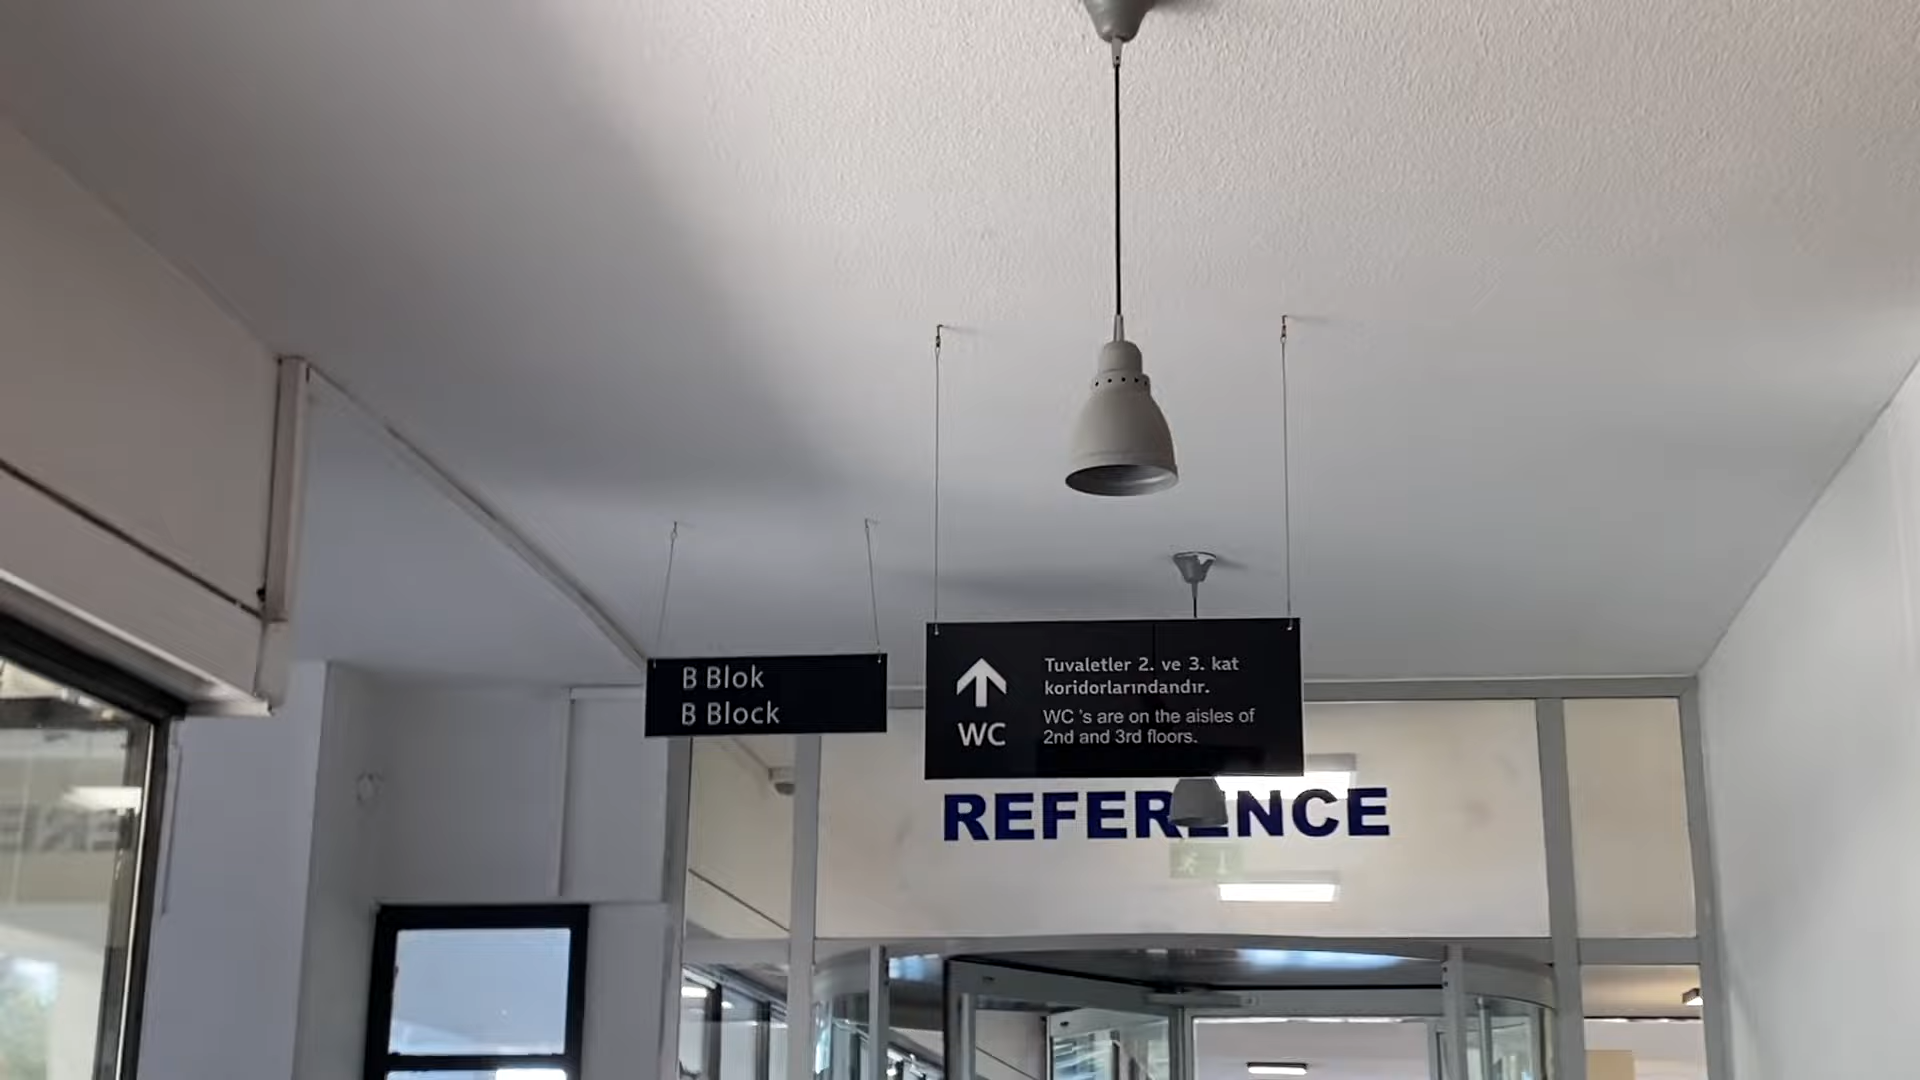 B Blok
B Block
WC
Tuvaletler 2. ve 3. kat
koridorlarındandır.
WC 's are on the aisles of
2nd and 3rd floors.
REFERENCE